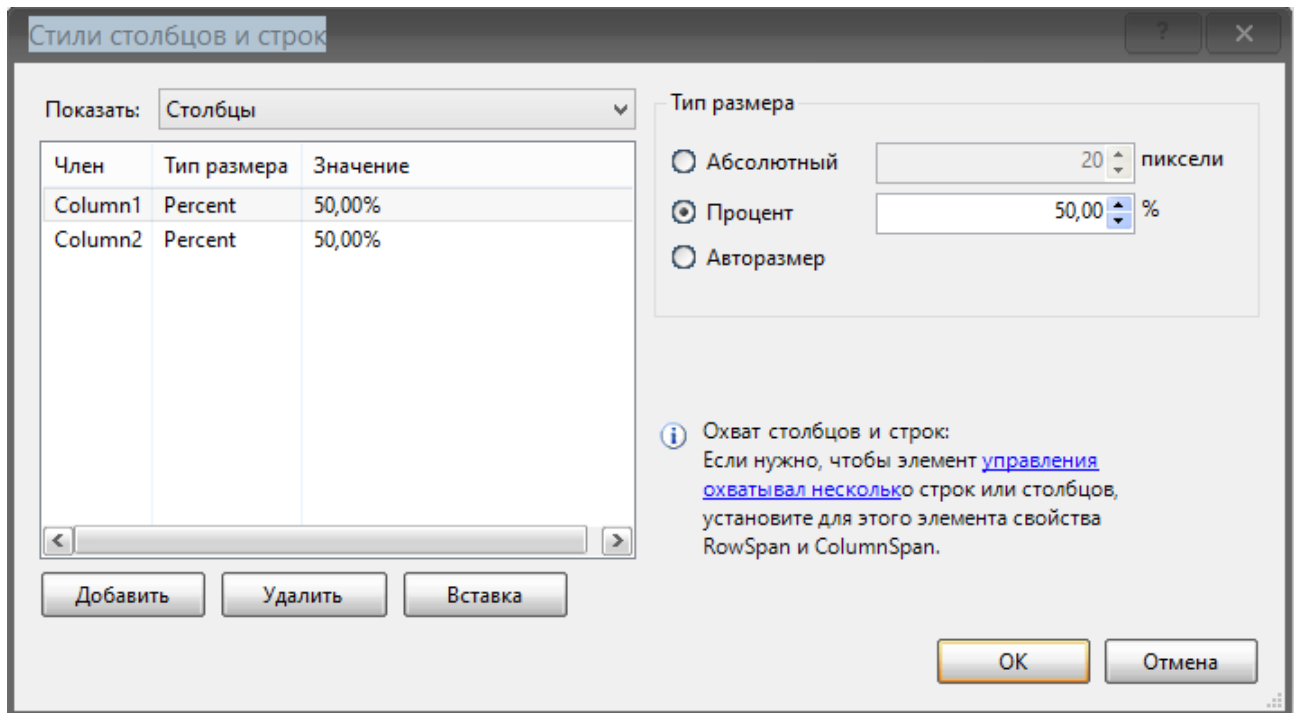 Стили столбцов и строк
?
Показать: Столбцы
Член Тип размера Значение
Column1 Percent 50,00%
Column2 Percent 50,00%
Добавить Удалить Вставка
Тип размера
Абсолютный 20 пиксели
Процент 50,00 %
Авторазмер
Охват столбцов и строк:
Если нужно, чтобы элемент управления
охватывал несколько строк или столбцов,
установите для этого элемента свойства
RowSpan и ColumnSpan.
OK Отмена